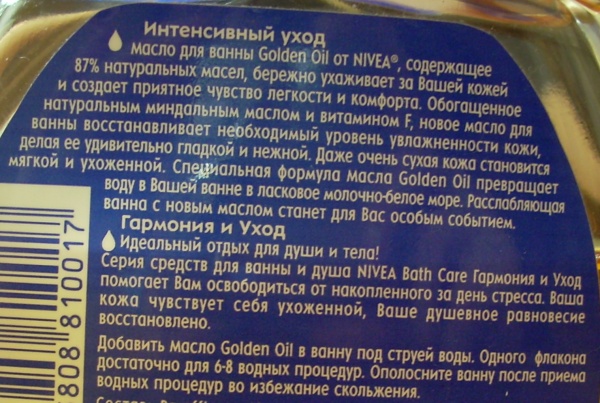 Интенсивный уход
Масло для ванны Golden Oil от NIVEA®, содержащее
87% натуральных масел, бережно ухаживает за Вашей кожей
и создает приятное чувство легкости и комфорта. Обогащенное
натуральным миндальным маслом и витамином F, новое масло для
ванны восстанавливает необходимый уровень увлажненности кожи,
делая ее удивительно гладкой и нежной. Даже очень сухая кожа становится
мягкой и ухоженной. Специальная формула Масла Golden Oil превращает
воду в Вашей ванне в ласковое молочно-белое море. Расслабляющая
ванна с новым маслом станет для Вас особым событием.
Гармония и Уход
Идеальный отдых для души и тела!
Серия средств для ванны и душа NIVEA Bath Care Гармония и Уход
помогает Вам освободиться от накопленного за день стресса. Ваша
кожа чувствует себя ухоженной, Ваше душевное равновесие
восстановлено.
Добавить Масло Golden Oil в ванну под струей воды. Одного флакона
достаточно для 6-8 водных процедур. Ополосните ванну после приема
водных процедур во избежание скольжения.
808 810017